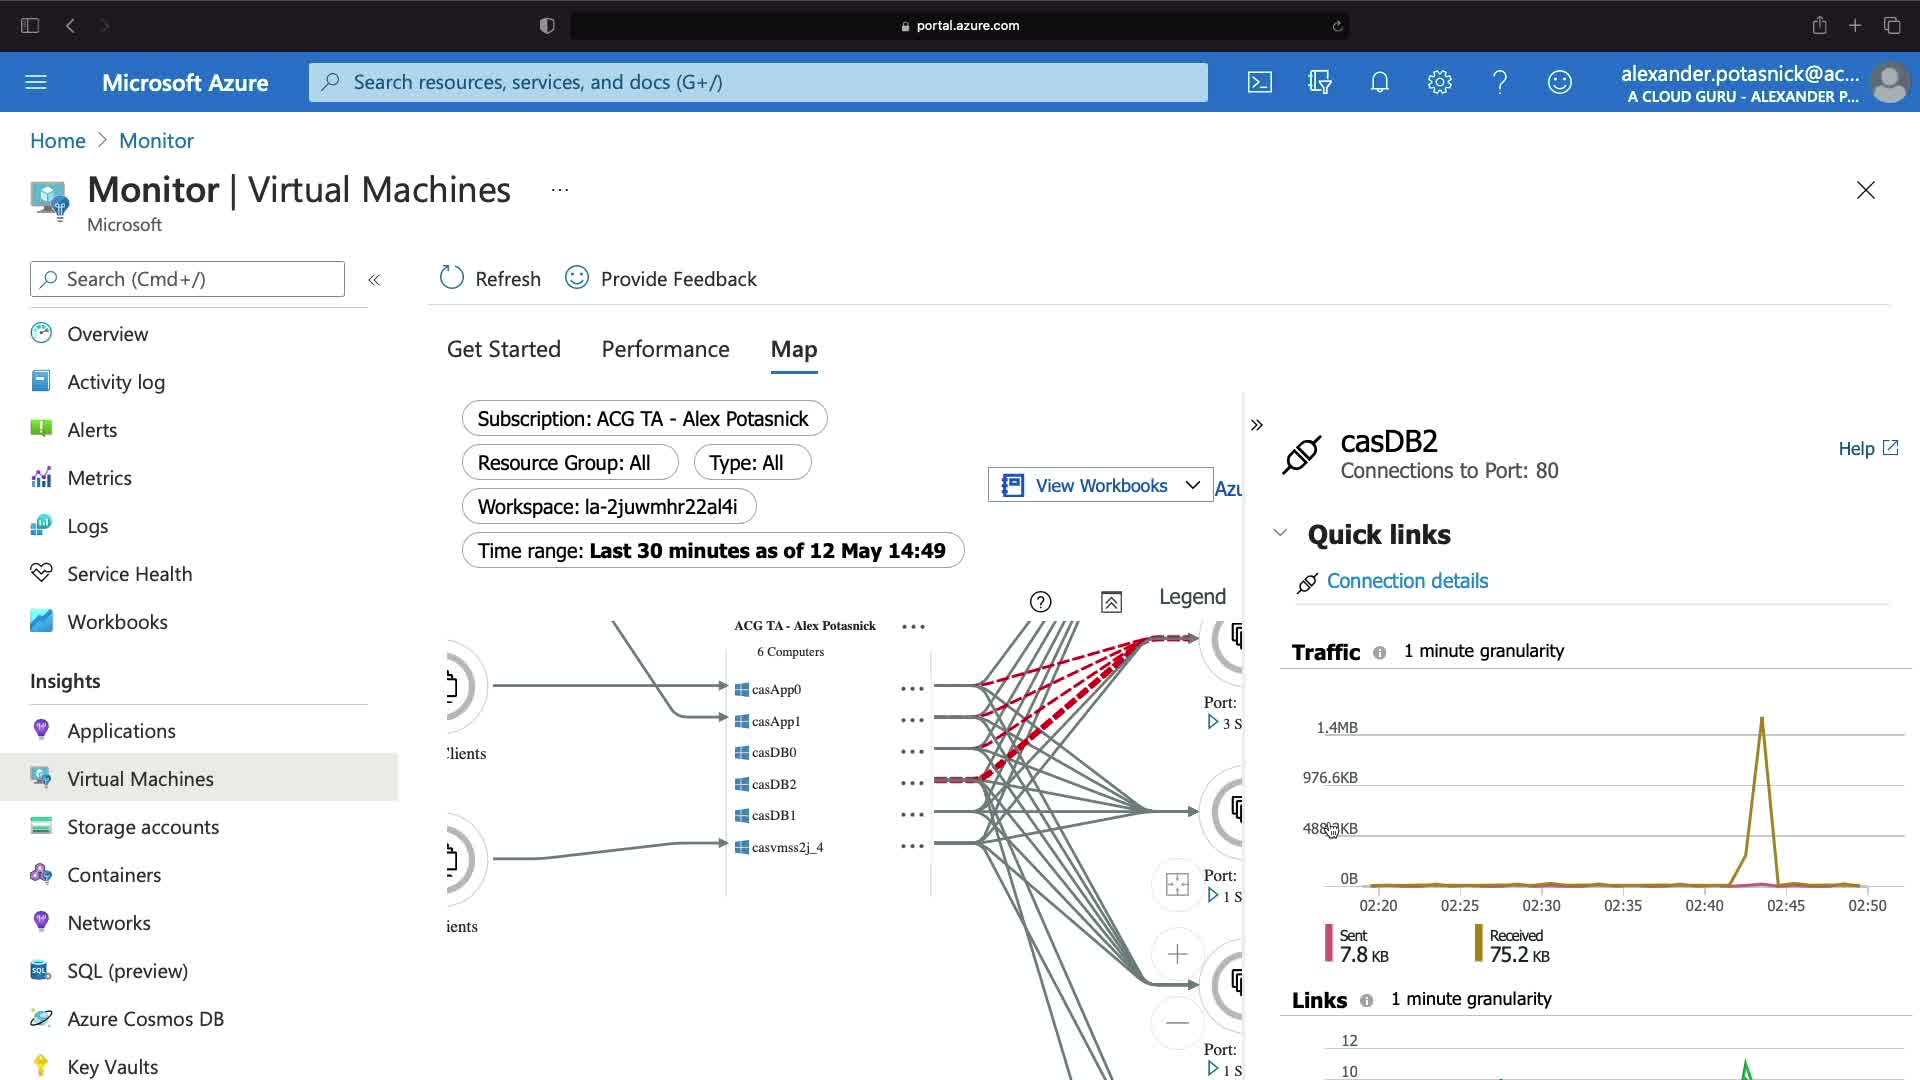 portal.azure.com
Microsoft Azure
Search resources, services, and docs (G+/)
alexander.potasnick@ac...
A CLOUD GURU - ALEXANDER P...
Home > Monitor
Monitor | Virtual Machines ...
Microsoft
Search (Cmd+/)
«
Refresh
Provide Feedback
Overview
Activity log
Alerts
Metrics
Logs
Service Health
Workbooks
Insights
Applications
Virtual Machines
Storage accounts
Containers
Networks
SQL (preview)
Azure Cosmos DB
Key Vaults
Get Started
Performance
Map
Subscription: ACG TA - Alex Potasnick
Resource Group: All
Type: All
Workspace: la-2juwmhr22al4i
Time range: Last 30 minutes as of 12 May 14:49
View Workbooks
Azu
Legend
ACG TA - Alex Potasnick
6 Computers
casApp0
casApp1
casDB0
casDB2
casDB1
casvmss2j_4
lients
ients
Port:
3 S
Port:
1 S
Port:
1 S
»
casDB2
Connections to Port: 80
Help
Quick links
Connection details
Traffic 1 minute granularity
1.4MB
976.6KB
KB
0B
02:20 02:25 02:30 02:35 02:40 02:45 02:50
Sent
7.8 KB
Received
75.2 KB
Links 1 minute granularity
12
10